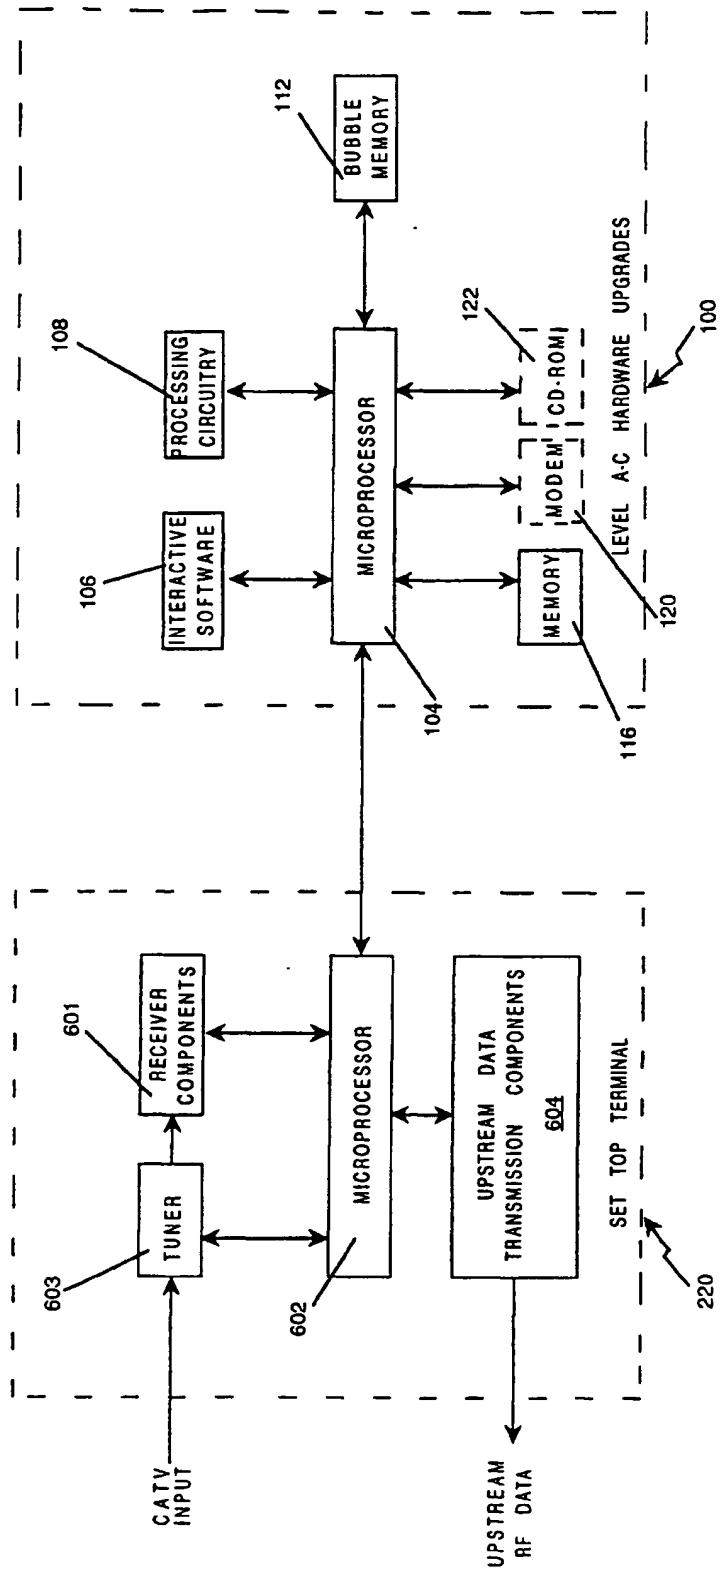 CATV
INPUT
603
TUNER
601
RECEIVER
COMPONENTS
602
MICROPROCESSOR
UPSTREAM DATA
TRANSMISSION COMPONENTS
604
UPSTREAM
RF DATA
SET TOP TERMINAL
220
106
INTERACTIVE
SOFTWARE
108
PROCESSING
CIRCUITRY
112
BUBBLE
MEMORY
104
MICROPROCESSOR
116
MEMORY
120
MODEM
122
CD-ROM
LEVEL A-C HARDWARE UPGRADES
100